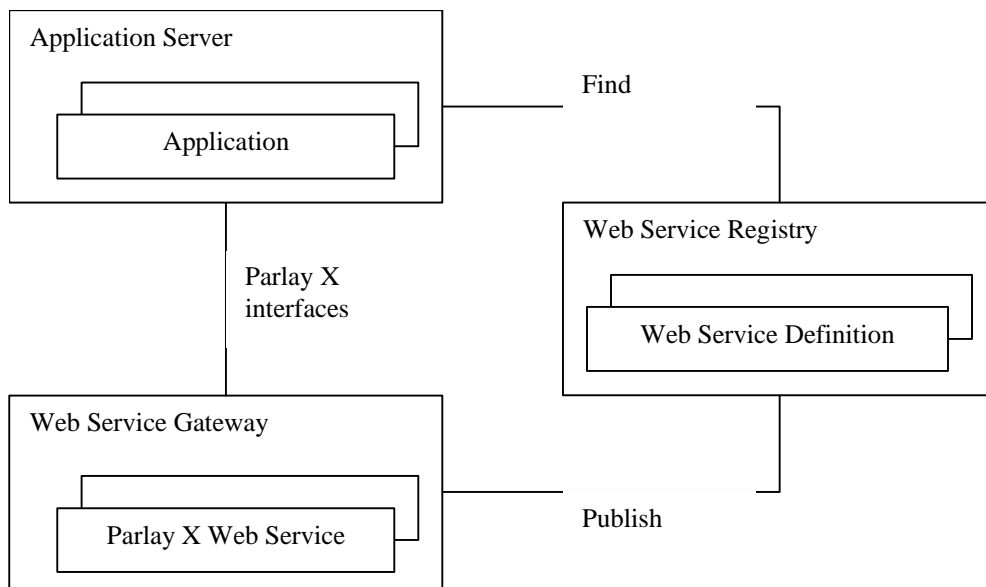 Application Server
Find
Application
Web Service Registry
Parlay X
interfaces
Web Service Definition
Web Service Gateway
Publish
Parlay X Web Service